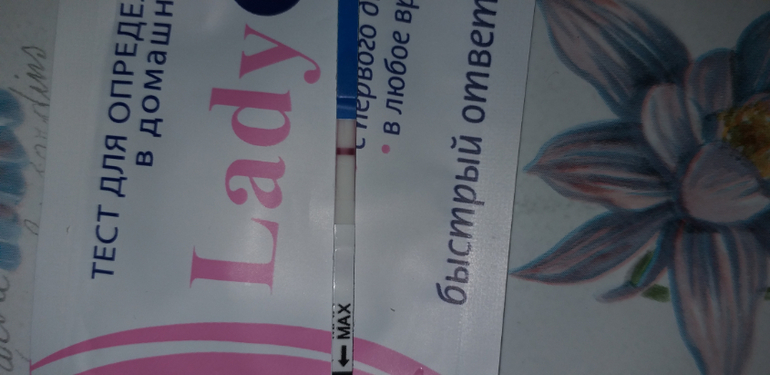 ТЕСТ ДЛЯ ОПРЕДЕЛ
В ДОМАШН
Lady
с первого д
• в любое вр
быстрый ответ
MAX